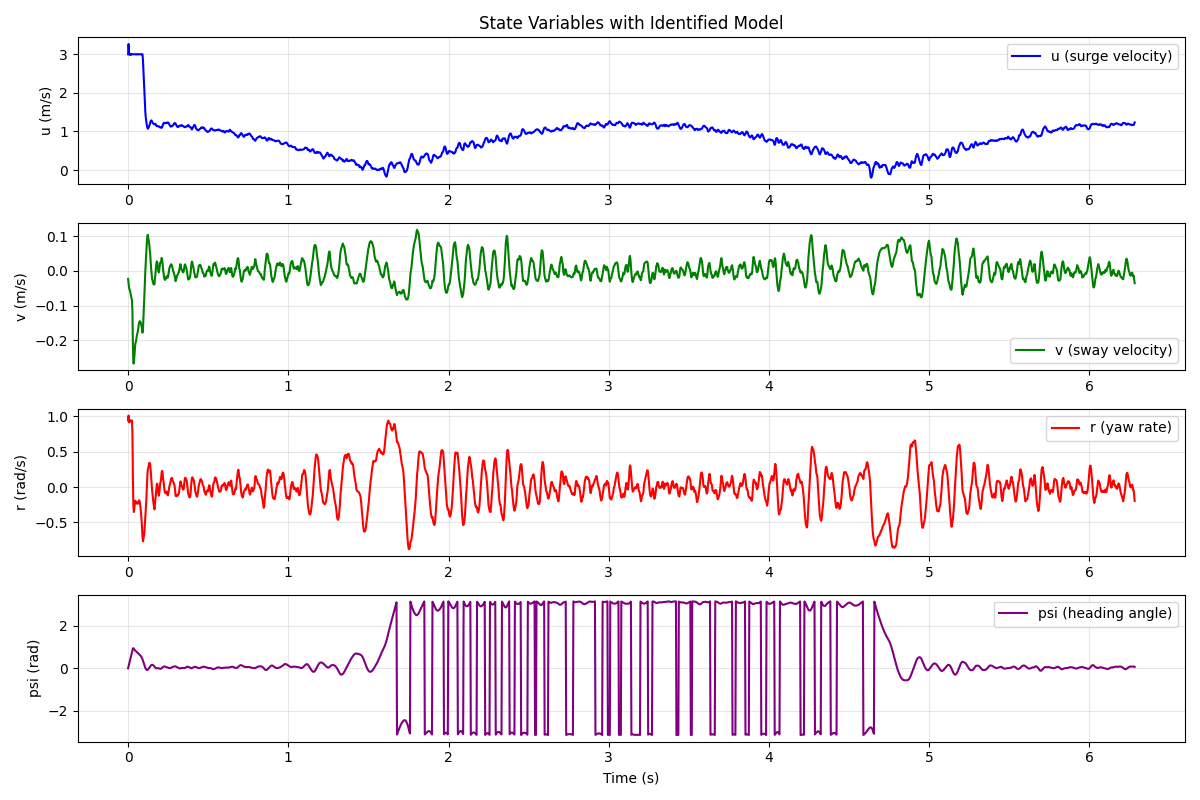 State Variables with Identified Model
u (m/s)
3
2
1
0
u (surge velocity)
0 1 2 3 4 5 6
v (m/s)
0.1
0.0
−0.1
−0.2
v (sway velocity)
0 1 2 3 4 5 6
r (rad/s)
1.0
0.5
0.0
−0.5
r (yaw rate)
0 1 2 3 4 5 6
psi (rad)
2
0
−2
psi (heading angle)
0 1 2 3 4 5 6
Time (s)